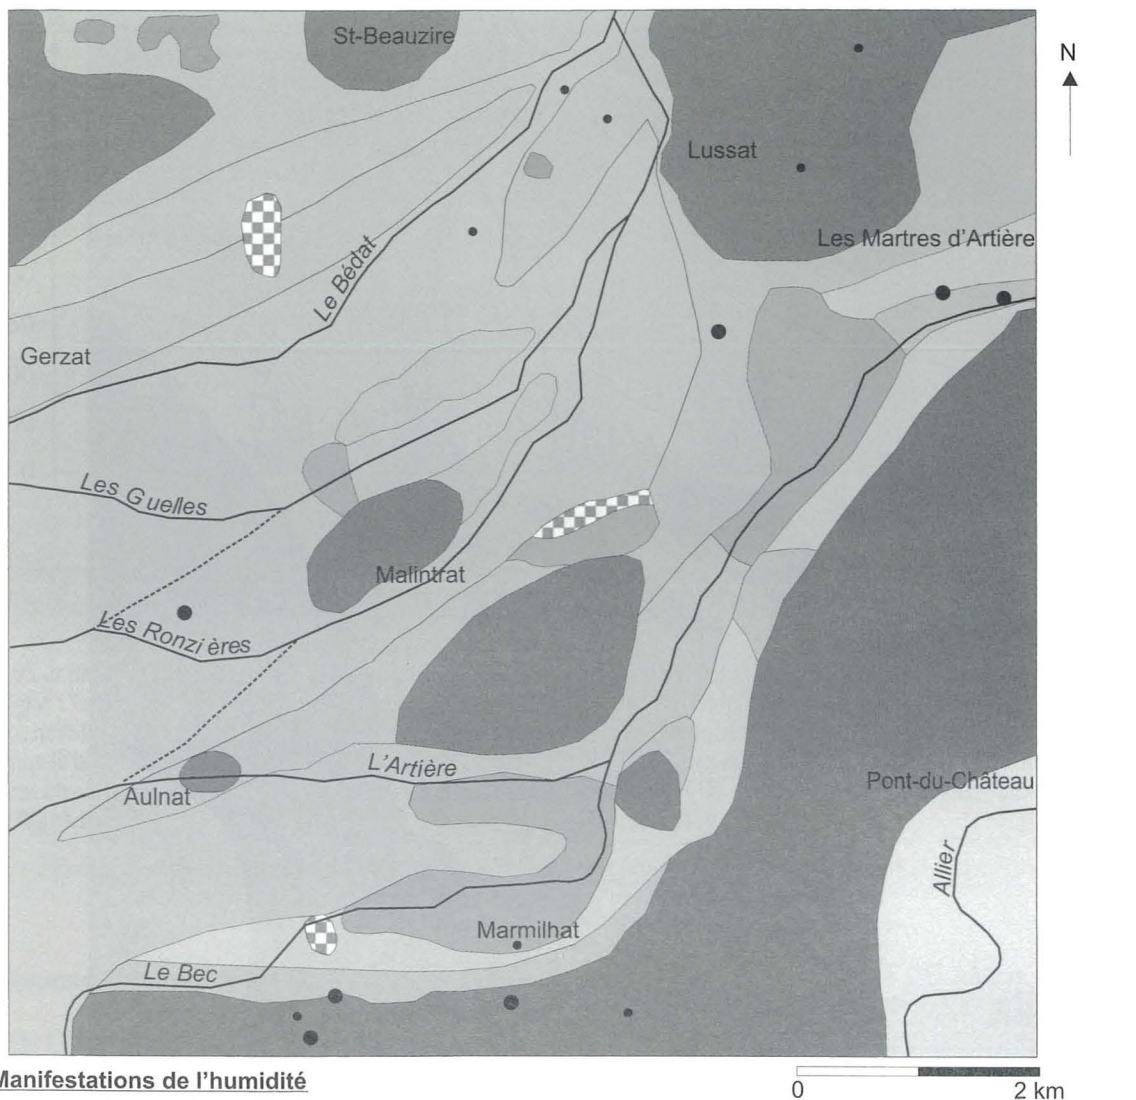 St-Beauzire
N
Lussat
Les Martres d'Artière
Le Bédat
Gerzat
Les Guelles
Malintrat
Les Ronzières
L'Artière
Aulnat
Pont-du-Château
Allier
Marmilhat
Le Bec
Manifestations de l'humidité
0 2 km